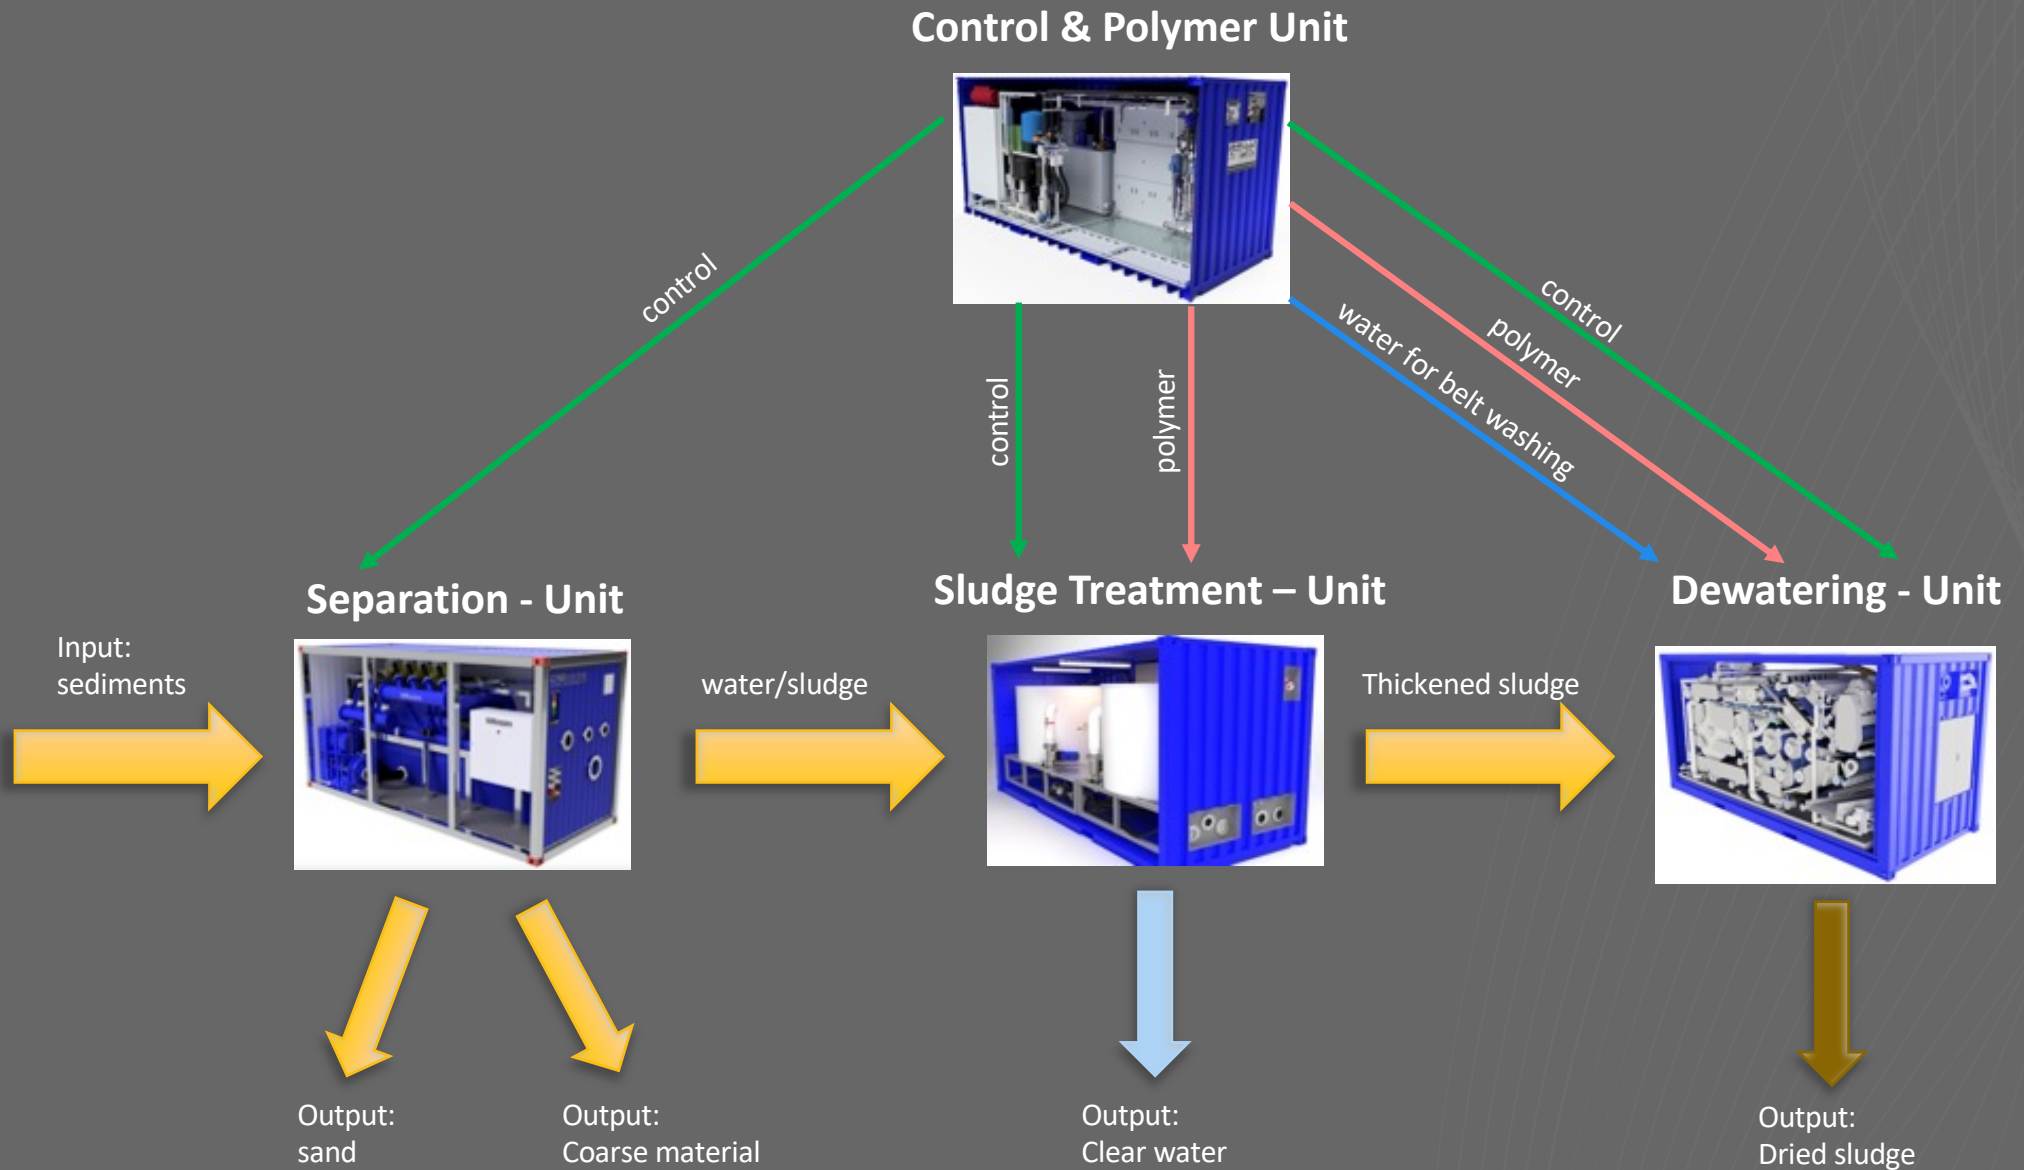 Control & Polymer Unit
control
control
polymer
water for belt washing
polymer
control
Separation - Unit
Sludge Treatment – Unit
Dewatering - Unit
Input:
sediments
water/sludge
Thickened sludge
Output:
sand
Output:
Coarse material
Output:
Clear water
Output:
Dried sludge